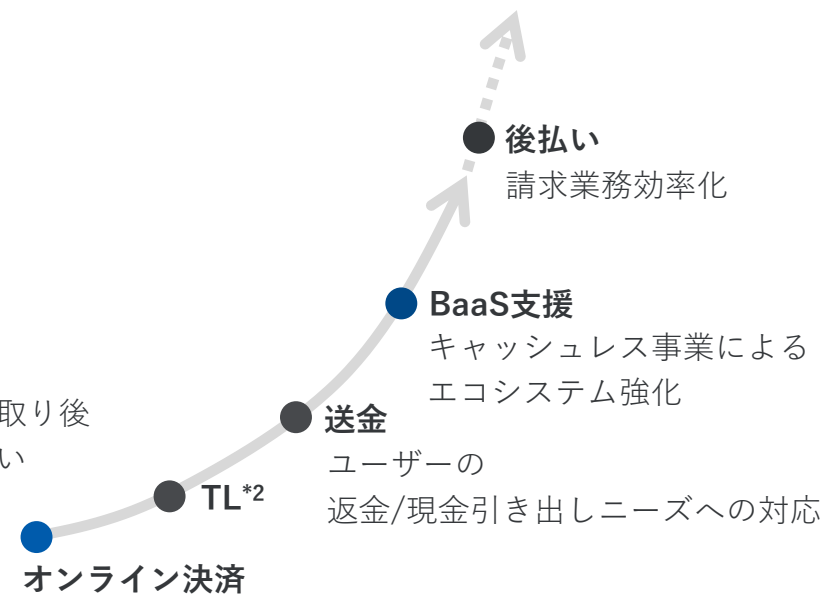 後払い
請求業務効率化
BaaS支援
キャッシュレス事業による
エコシステム強化
取り後
い
送金
ユーザーの
返金/現金引き出しニーズへの対応
TL*2
オンライン決済